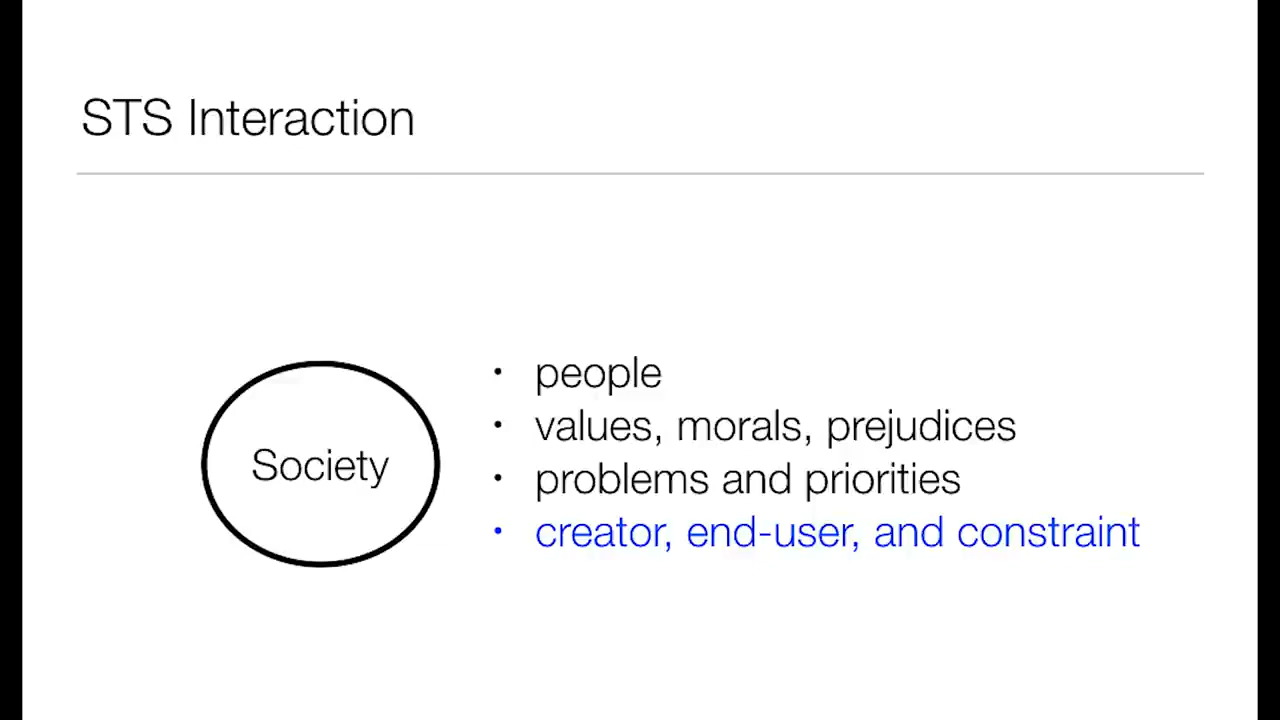 STS Interaction
Society
• people
• values, morals, prejudices
• problems and priorities
• creator, end-user, and constraint